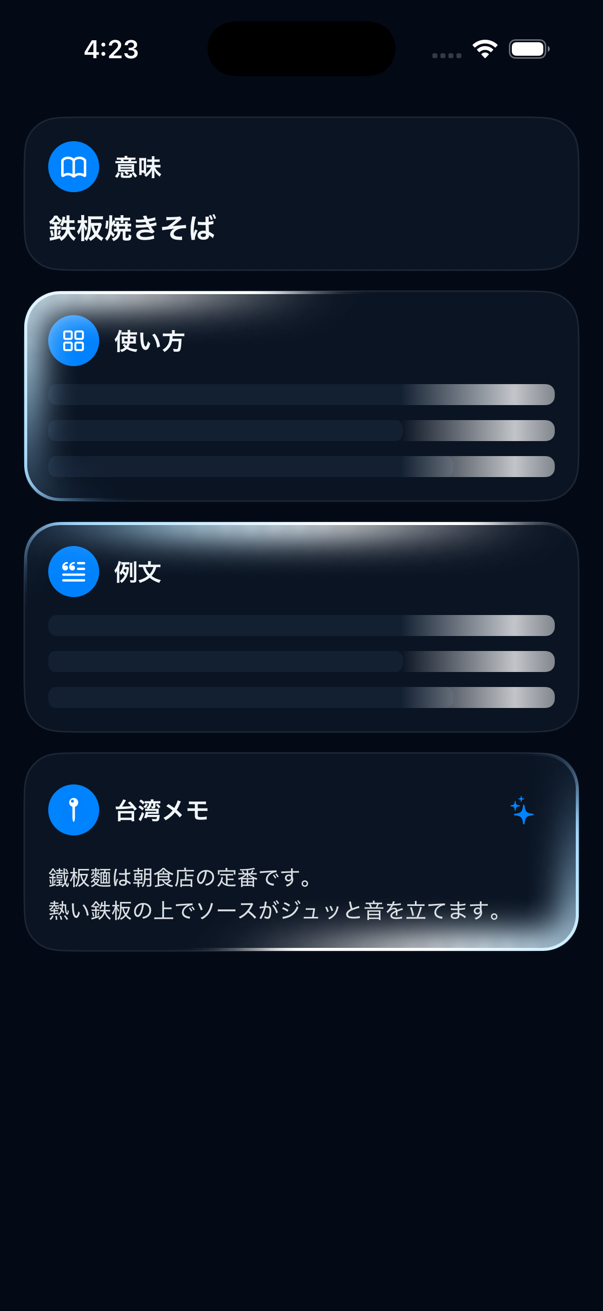 4:23
意味
鉄板焼きそば
使い方
例文
台湾メモ
鐵板麵は朝食店の定番です。
熱い鉄板の上でソースがジュッと音を立てます。